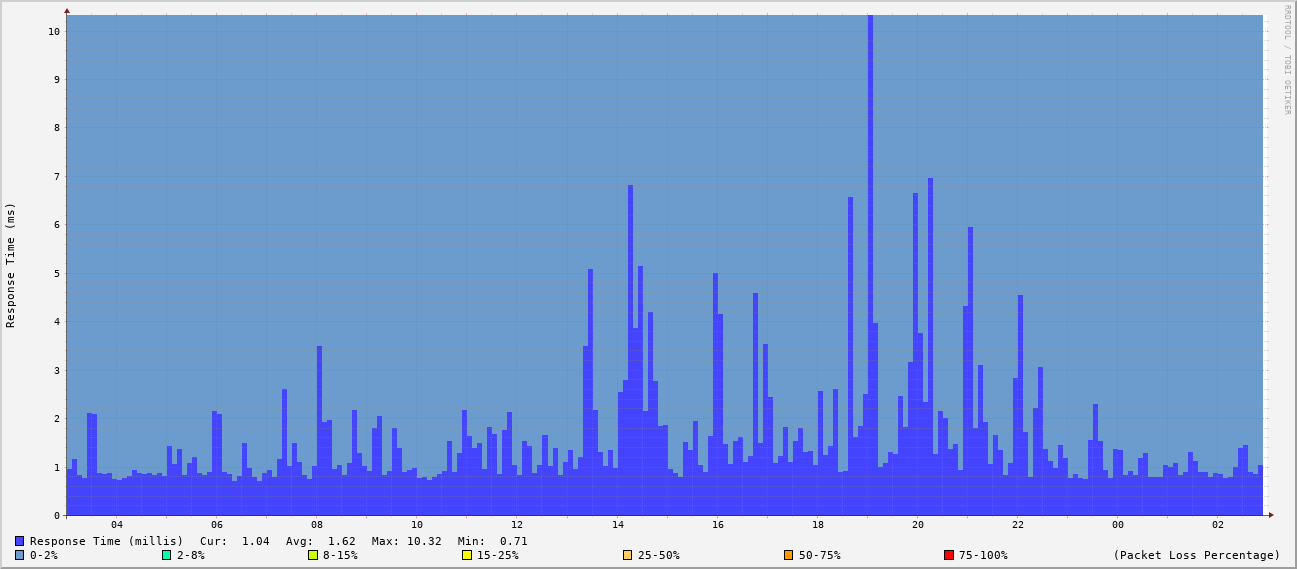 RRDTOOL / TOBI OETIKER
Response Time (ms)
10
9
8
7
6
5
4
3
2
1
0
04 06 08 10 12 14 16 18 20 22 00 02
Response Time (millis) Cur: 1.04 Avg: 1.62 Max: 10.32 Min: 0.71
0-2% 2-8% 8-15% 15-25% 25-50% 50-75% 75-100% (Packet Loss Percentage)